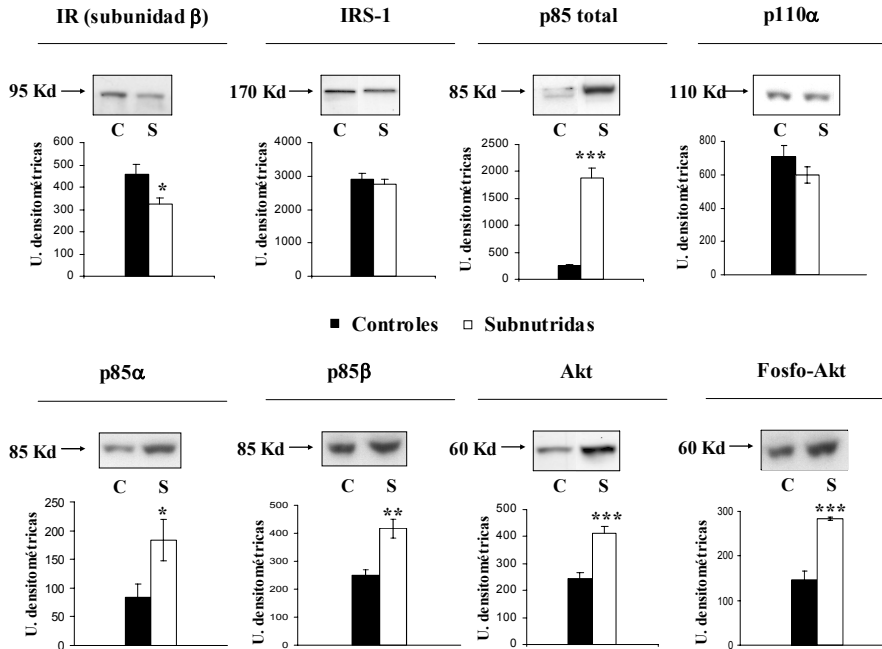 IR (subunidad β)
IRS-1
p85 total
p110α
95 Kd
170 Kd
85 Kd
110 Kd
C S
C S
C S
C S
U. densitométricas
600
500
400
300
200
100
0
*
U. densitométricas
4000
3000
2000
1000
0
U. densitométricas
2000
1500
1000
500
0
***
U. densitométricas
800
600
400
200
0
Controles
Subnutridas
p85α
p85β
Akt
Fosfo-Akt
85 Kd
85 Kd
60 Kd
60 Kd
C S
C S
C S
C S
U. densitométricas
250
200
150
100
50
0
*
U. densitométricas
500
400
300
200
100
0
**
U. densitométricas
500
400
300
200
100
0
***
U. densitométricas
300
200
100
0
***